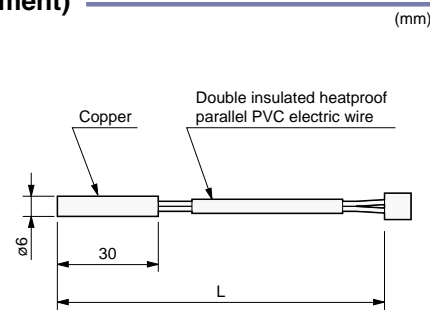 ment)
(mm)
Double insulated heatproof
Copper
parallel PVC electric wire
ø6
30
L